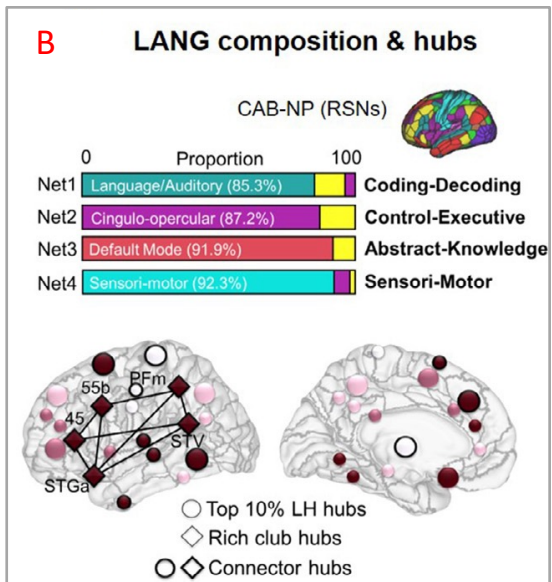 B
LANG composition & hubs
CAB-NP (RSNs)
0 Proportion 100
Net1 Language/Auditory (85.3%) Coding-Decoding
Net2 Cingulo-opercular (87.2%) Control-Executive
Net3 Default Mode (91.9%) Abstract-Knowledge
Net4 Sensori-motor (92.3%) Sensori-Motor
PFm
55b
45
STV
STGa
Top 10% LH hubs
Rich club hubs
Connector hubs